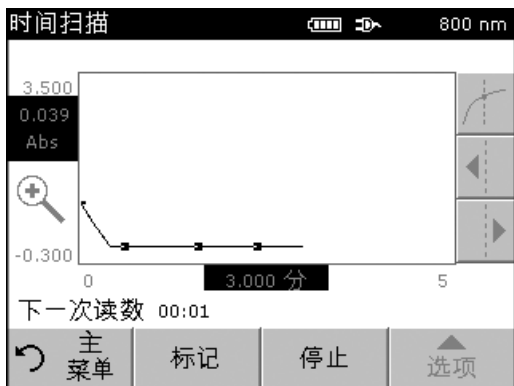 时间扫描 800 nm
3.500
0.039
Abs
-0.300
0 3.000 分 5
下一次读数 00:01
主菜单 标记 停止 选项